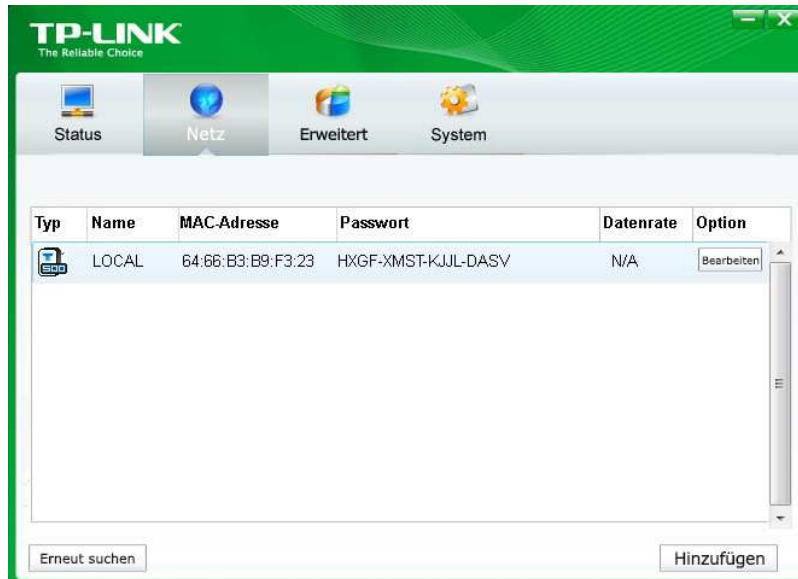 TP-LINK
The Reliable Choice
Status Netz Erweitert System
Typ Name MAC-Adresse Passwort Datenrate Option
T 500 LOCAL 64:66:B3:B9:F3:23 HXGF-XMST-KJJL-DASV N/A Bearbeiten
Erneut suchen Hinzufügen